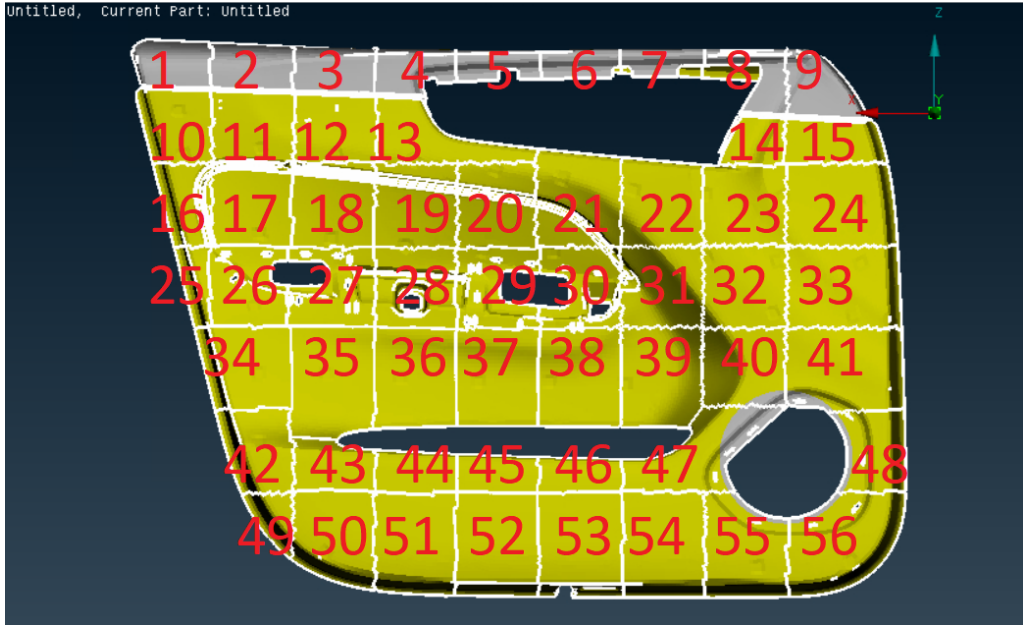 Untitled,  Current Part: Untitled
Z
1 2 3 4 5 6 7 8 9
Y
X
10 11 12 13 14 15
16 17 18 19 20 21 22 23 24
25 26 27 28 29 30 31 32 33
34 35 36 37 38 39 40 41
42 43 44 45 46 47 48
49 50 51 52 53 54 55 56